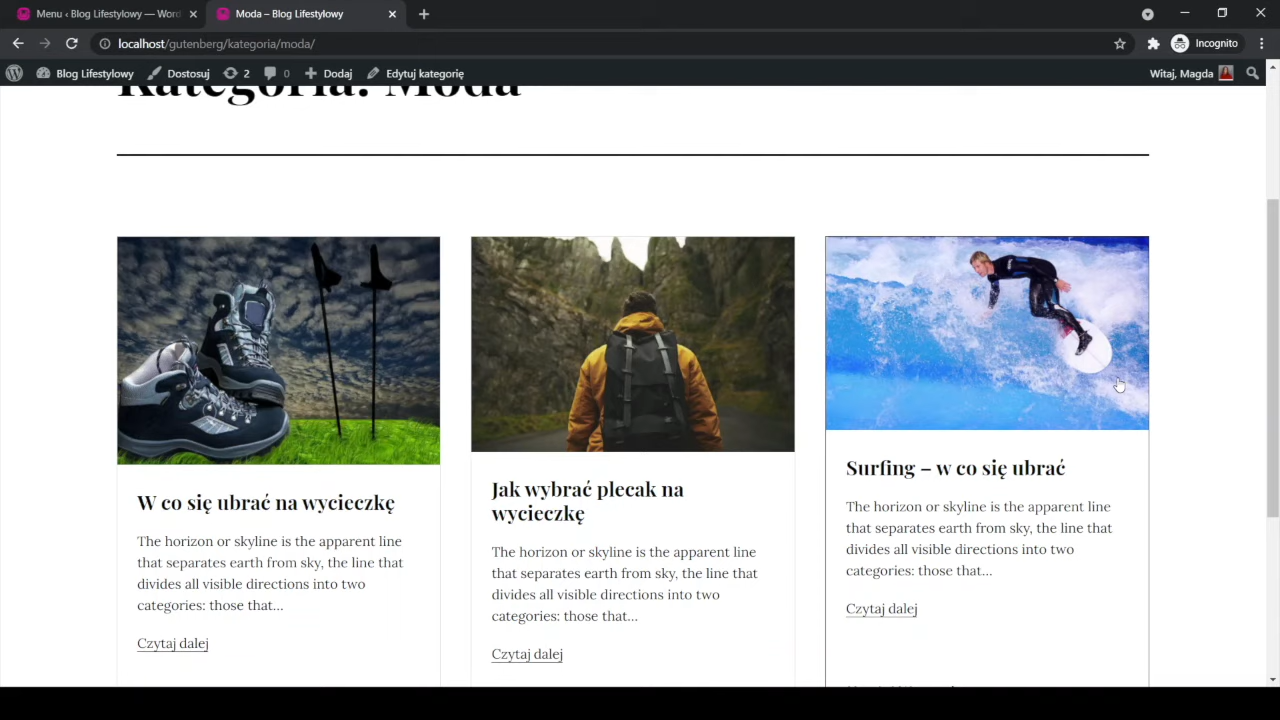 Menu ‹ Blog Lifestylowy — Word
Moda – Blog Lifestylowy
localhost/gutenberg/kategoria/moda/
Incognito
Blog Lifestylowy
Dostosuj
2
0
Dodaj
Edytuj kategorię
Witaj, Magda
Kategoria: Moda
W co się ubrać na wycieczkę
The horizon or skyline is the apparent line
that separates earth from sky, the line that
divides all visible directions into two
categories: those that…
Czytaj dalej
Jak wybrać plecak na
wycieczkę
The horizon or skyline is the apparent line
that separates earth from sky, the line that
divides all visible directions into two
categories: those that…
Czytaj dalej
Surfing – w co się ubrać
The horizon or skyline is the apparent line
that separates earth from sky, the line that
divides all visible directions into two
categories: those that…
Czytaj dalej